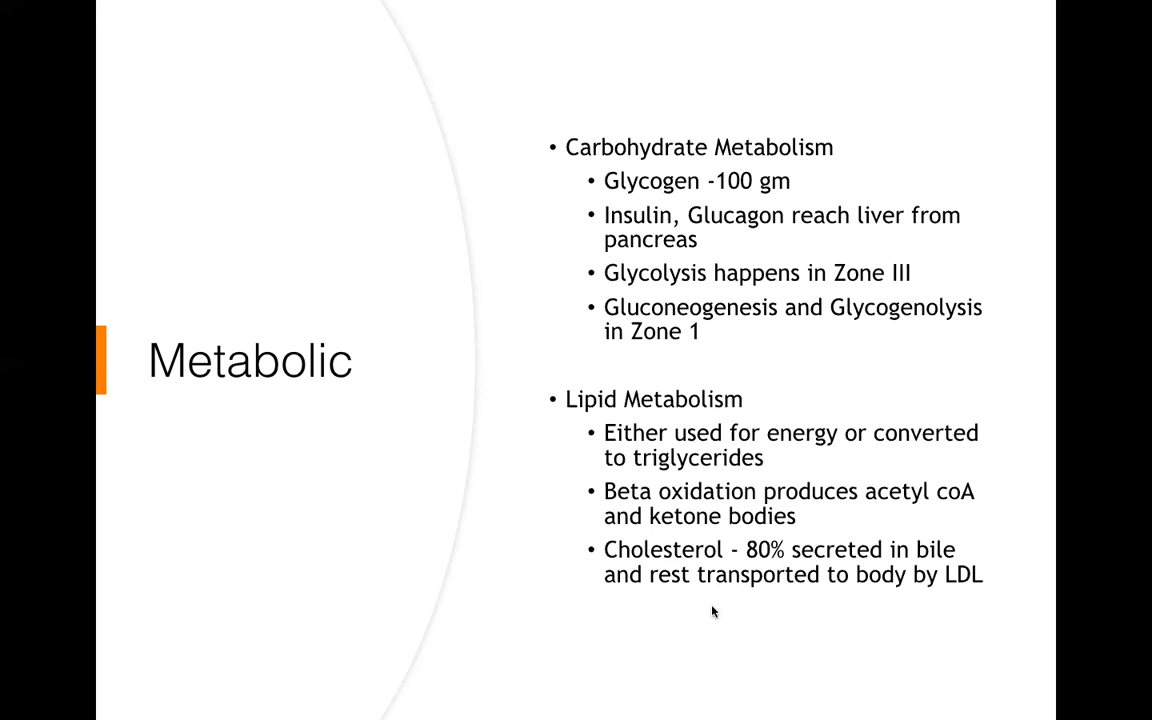 Metabolic
• Carbohydrate Metabolism
• Glycogen -100 gm
• Insulin, Glucagon reach liver from
pancreas
• Glycolysis happens in Zone III
• Gluconeogenesis and Glycogenolysis
in Zone 1
• Lipid Metabolism
• Either used for energy or converted
to triglycerides
• Beta oxidation produces acetyl coA
and ketone bodies
• Cholesterol - 80% secreted in bile
and rest transported to body by LDL